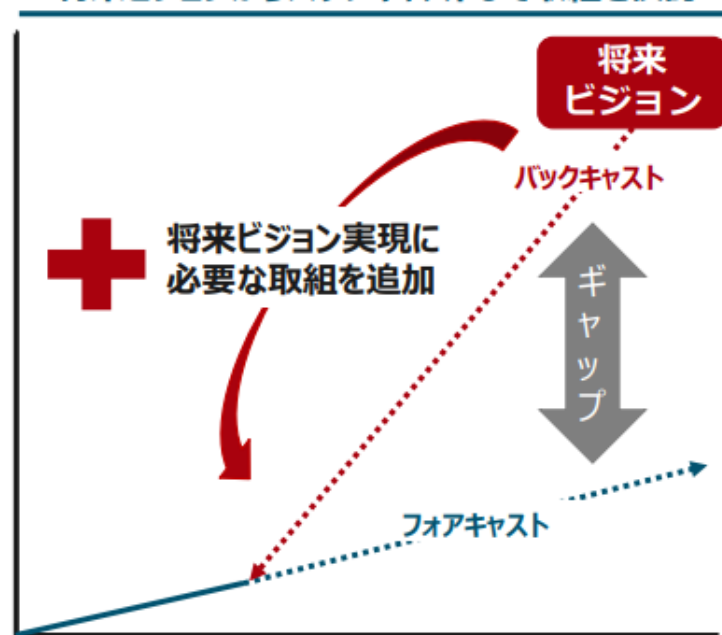 将来
ビジョン
バックキャスト
将来ビジョン実現に
必要な取組を追加
ギャップ
フォアキャスト